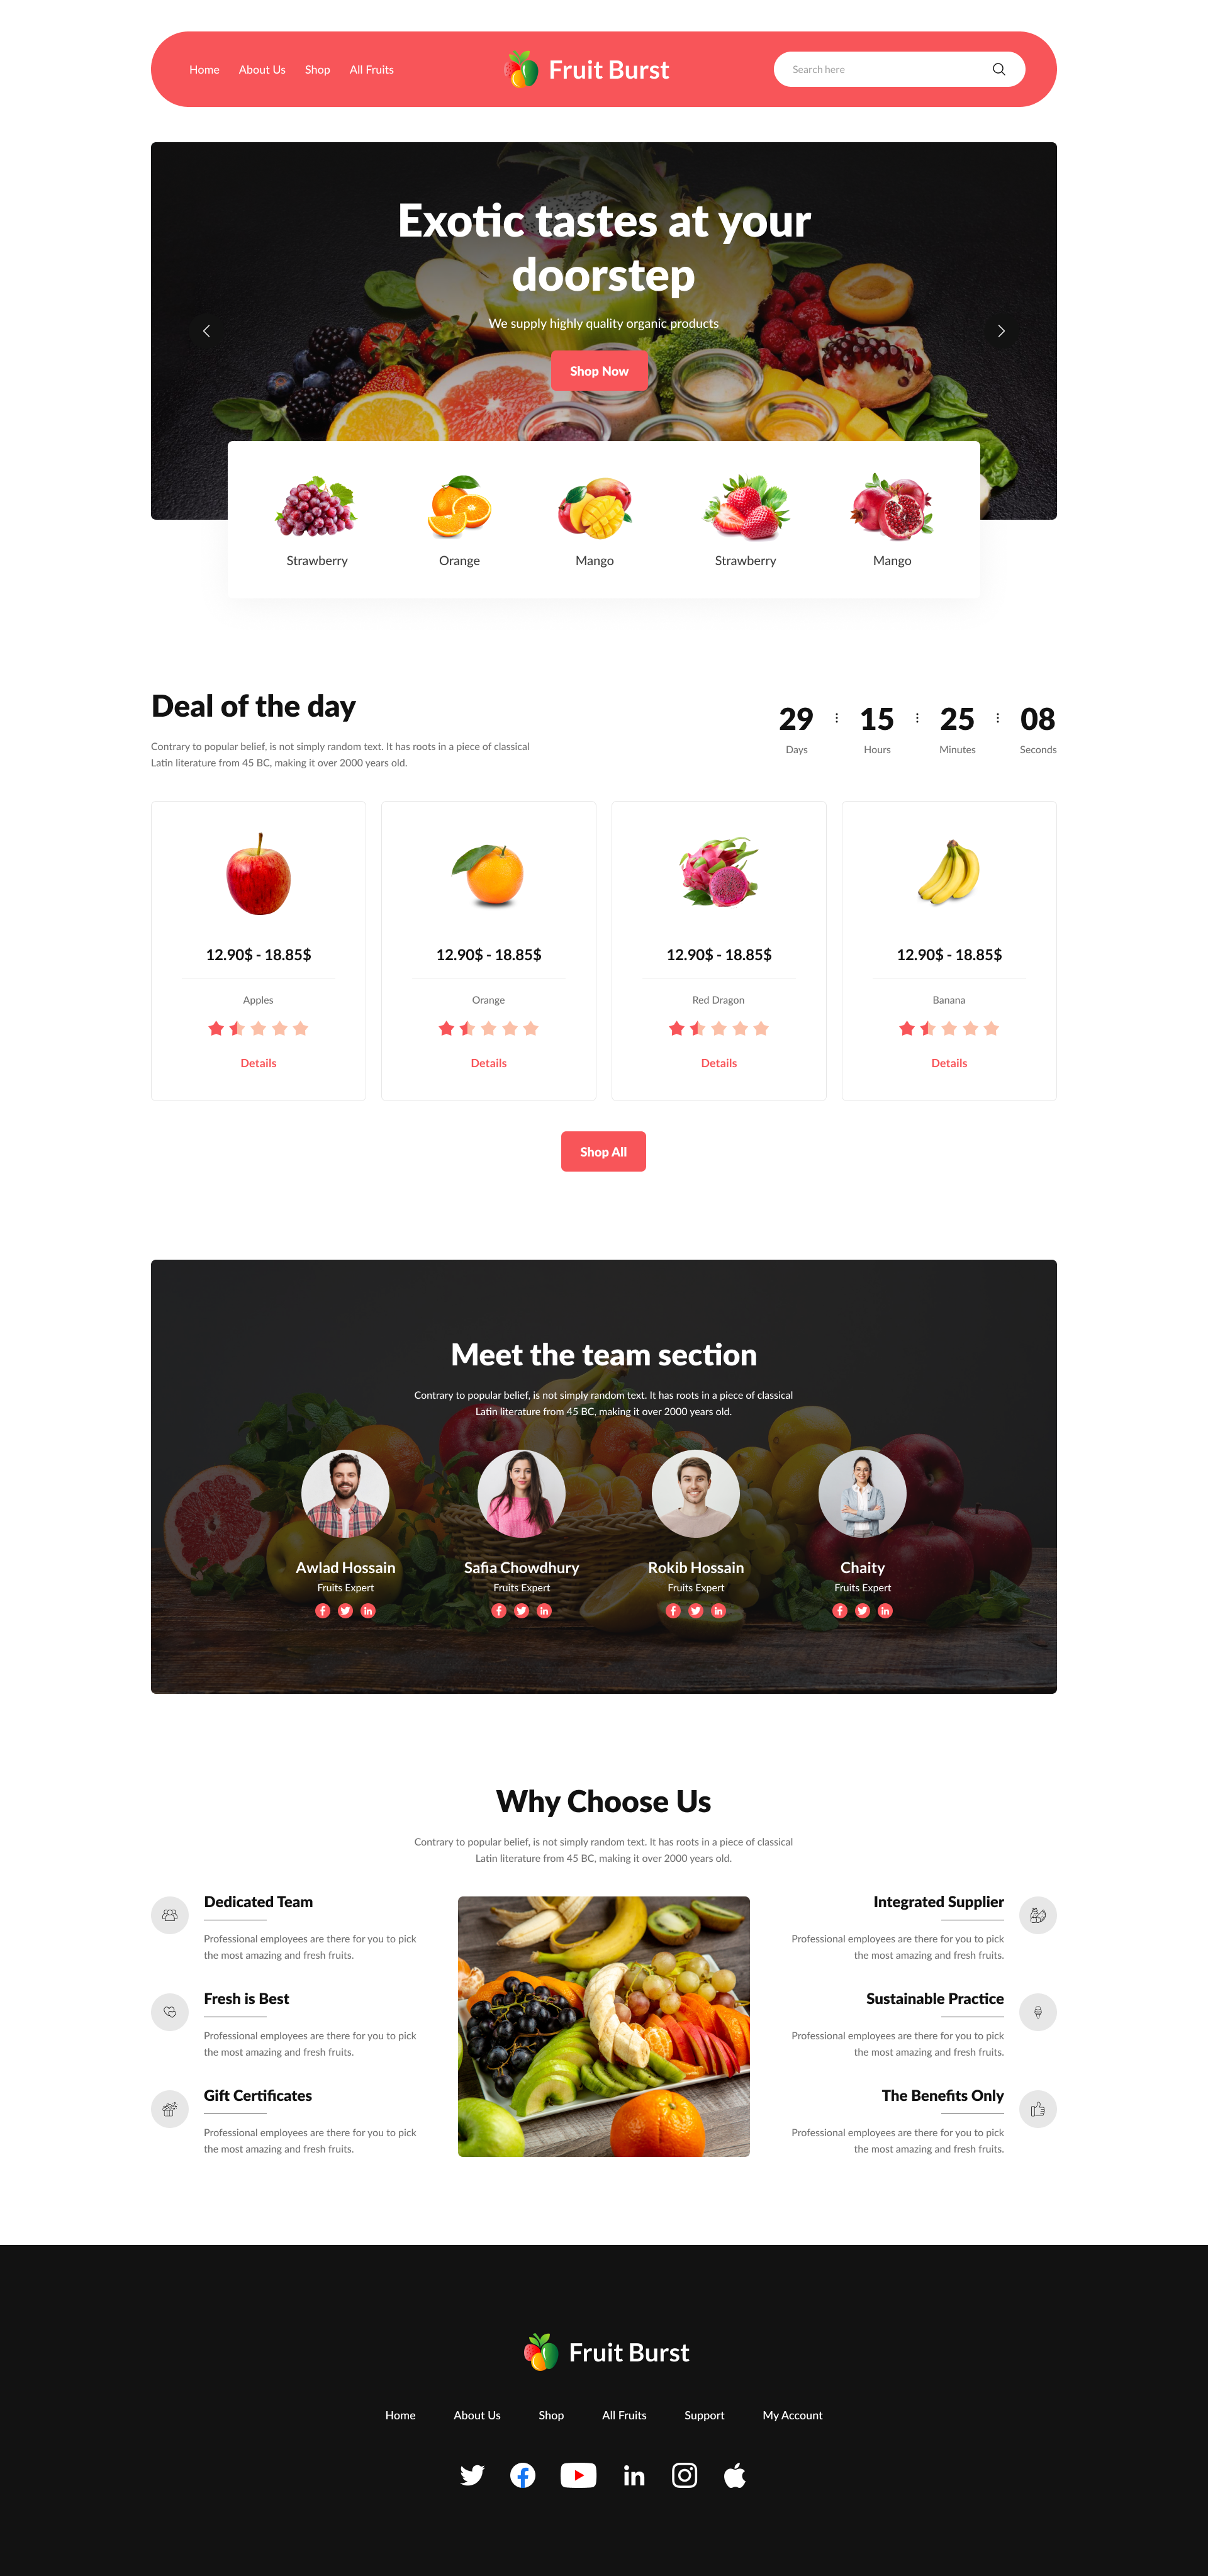 Home About Us Shop All Fruits
Fruit Burst
Search here
Exotic tastes at your
doorstep
We supply highly quality organic products
Shop Now
Strawberry Orange Mango Strawberry Mango
Deal of the day
Contrary to popular belief, is not simply random text. It has roots in a piece of classical
Latin literature from 45 BC, making it over 2000 years old.
29 : 15 : 25 : 08
Days Hours Minutes Seconds
12.90$ - 18.85$ 12.90$ - 18.85$ 12.90$ - 18.85$ 12.90$ - 18.85$
Apples Orange Red Dragon Banana
Details Details Details Details
Shop All
Meet the team section
Contrary to popular belief, is not simply random text. It has roots in a piece of classical
Latin literature from 45 BC, making it over 2000 years old.
Awlad Hossain Safia Chowdhury Rokib Hossain Chaity
Fruits Expert Fruits Expert Fruits Expert Fruits Expert
Why Choose Us
Contrary to popular belief, is not simply random text. It has roots in a piece of classical
Latin literature from 45 BC, making it over 2000 years old.
Dedicated Team
Professional employees are there for you to pick
the most amazing and fresh fruits.
Fresh is Best
Professional employees are there for you to pick
the most amazing and fresh fruits.
Gift Certificates
Professional employees are there for you to pick
the most amazing and fresh fruits.
Integrated Supplier
Professional employees are there for you to pick
the most amazing and fresh fruits.
Sustainable Practice
Professional employees are there for you to pick
the most amazing and fresh fruits.
The Benefits Only
Professional employees are there for you to pick
the most amazing and fresh fruits.
Fruit Burst
Home About Us Shop All Fruits Support My Account